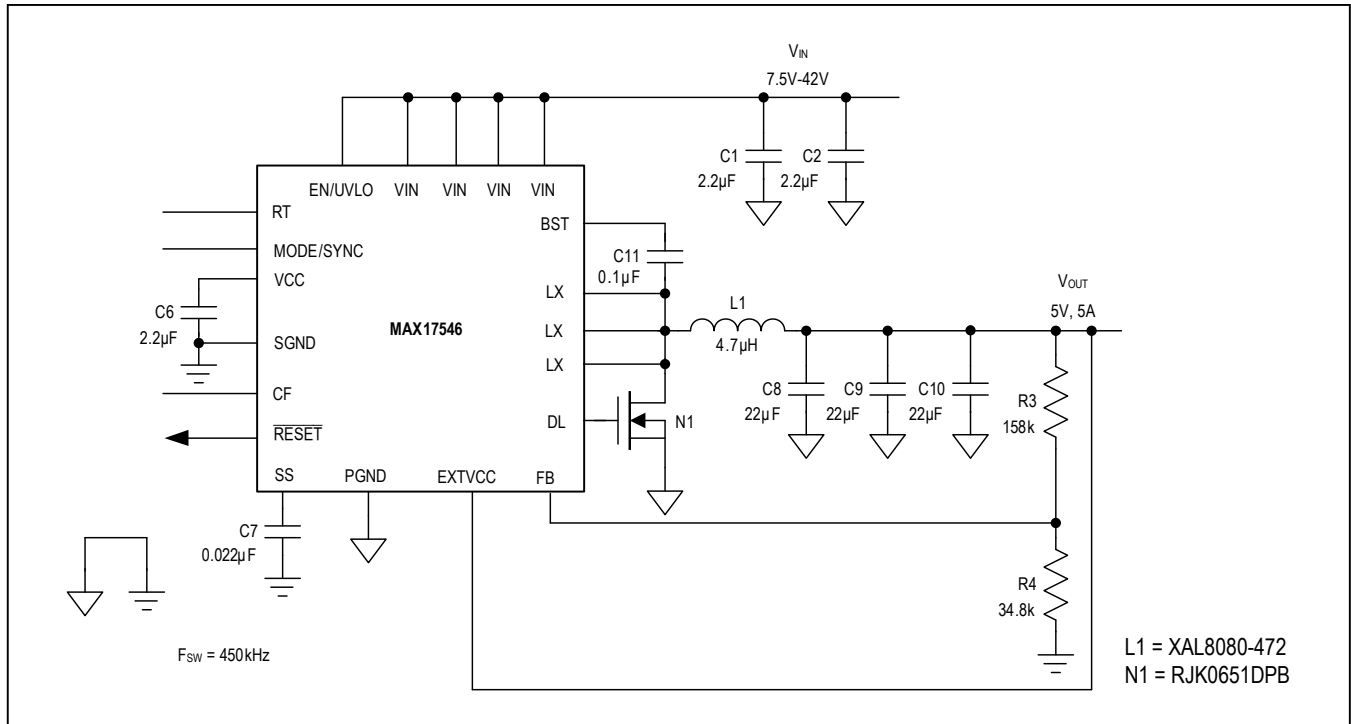 VIN
7.5V-42V
C1
2.2µF
C2
2.2µF
EN/UVLO VIN VIN VIN VIN
RT
MODE/SYNC
VCC
SGND
CF
RESET
SS
PGND
EXTVCC
FB
BST
LX
LX
LX
DL
MAX17546
C6
2.2µF
C7
0.022µF
C11
0.1µF
L1
4.7µH
N1
C8
22µF
C9
22µF
C10
22µF
VOUT
5V, 5A
R3
158k
R4
34.8k
FSW = 450kHz
L1 = XAL8080-472
N1 = RJK0651DPB